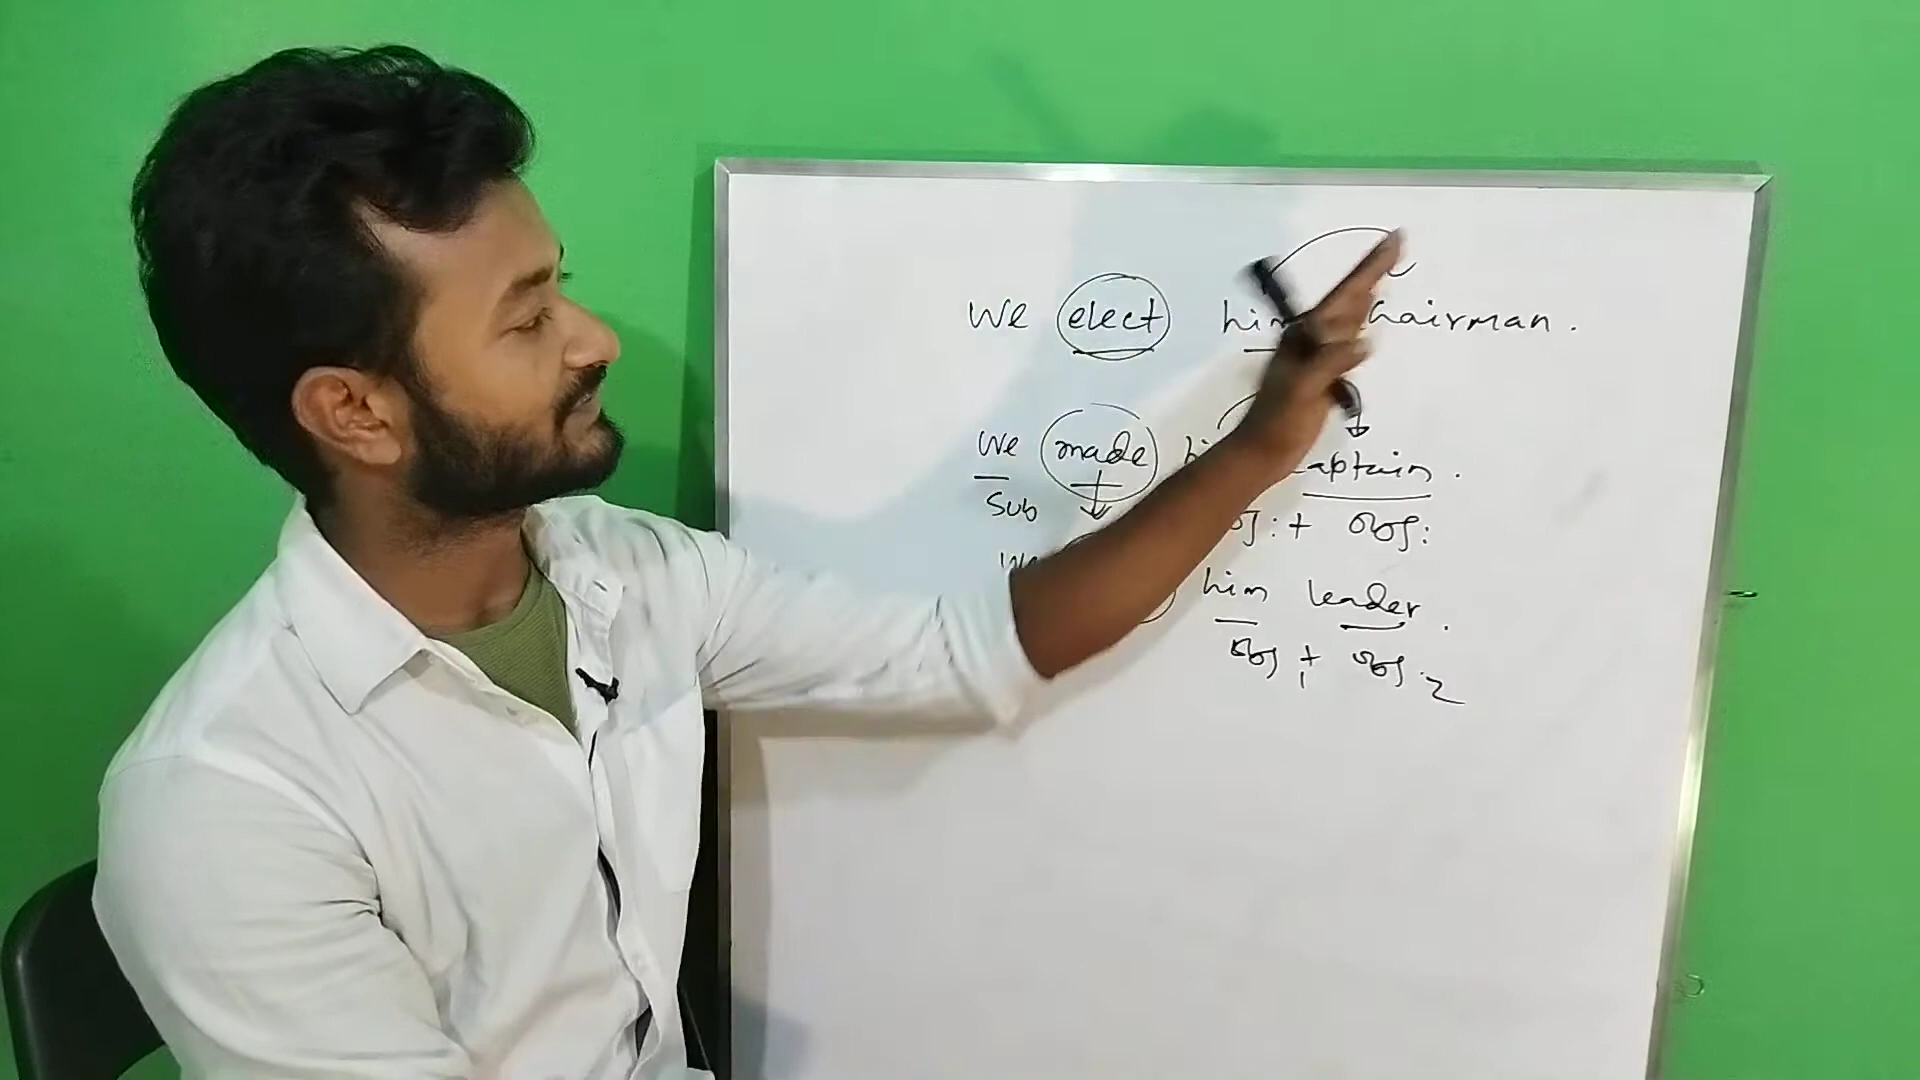 We elect him chairman.
We made captain.
Sub obj: + obj:
him leader.
obj 1 + obj 2